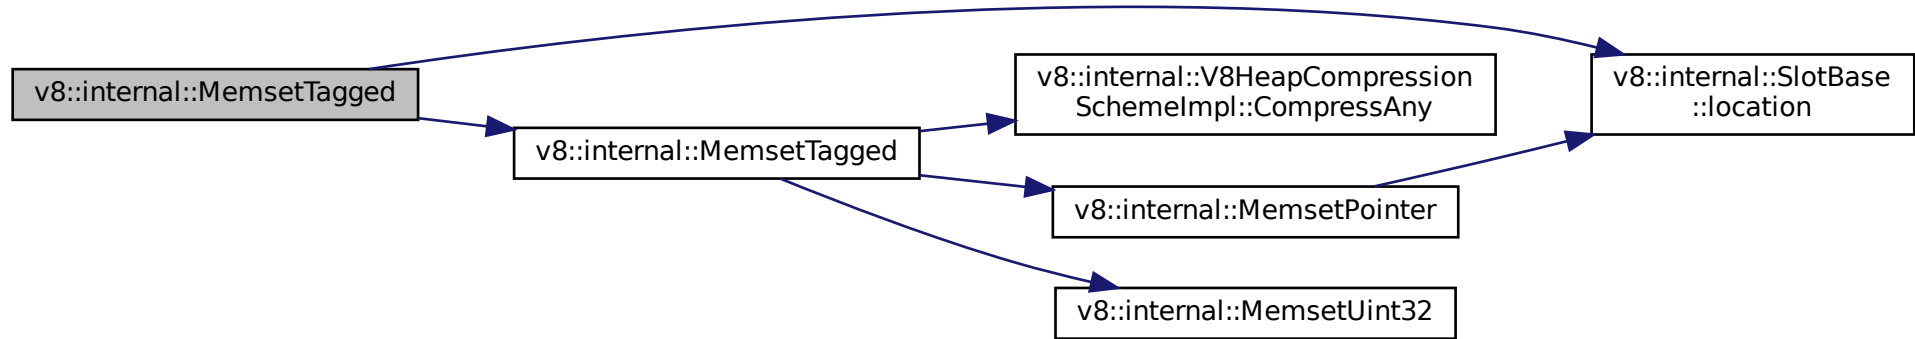 v8::internal::MemsetTagged
v8::internal::MemsetTagged
v8::internal::V8HeapCompression
SchemeImpl::CompressAny
v8::internal::MemsetPointer
v8::internal::MemsetUint32
v8::internal::SlotBase
::location